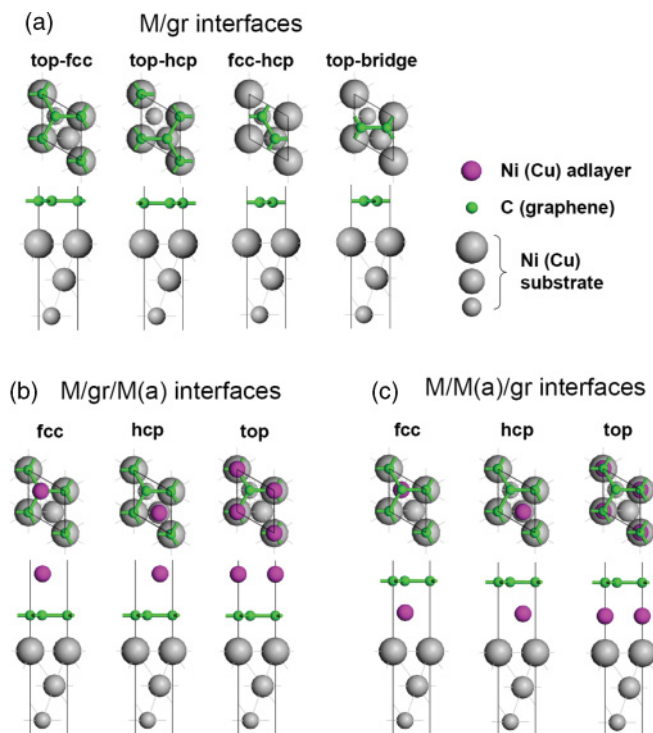 (a) M/gr interfaces
top-fcc top-hcp fcc-hcp top-bridge
Ni (Cu) adlayer
C (graphene)
Ni (Cu)
substrate
(b) M/gr/M(a) interfaces
fcc hcp top
(c) M/M(a)/gr interfaces
fcc hcp top